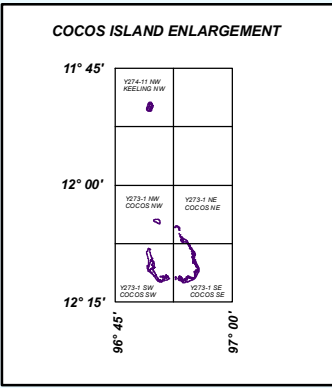 COCOS ISLAND ENLARGEMENT
11° 45'
Y274-11 NW
KEELING NW
12° 00'
Y273-1 NW
COCOS NW
Y273-1 NE
COCOS NE
Y273-1 SW
COCOS SW
Y273-1 SE
COCOS SE
12° 15'
96° 45'
97° 00'